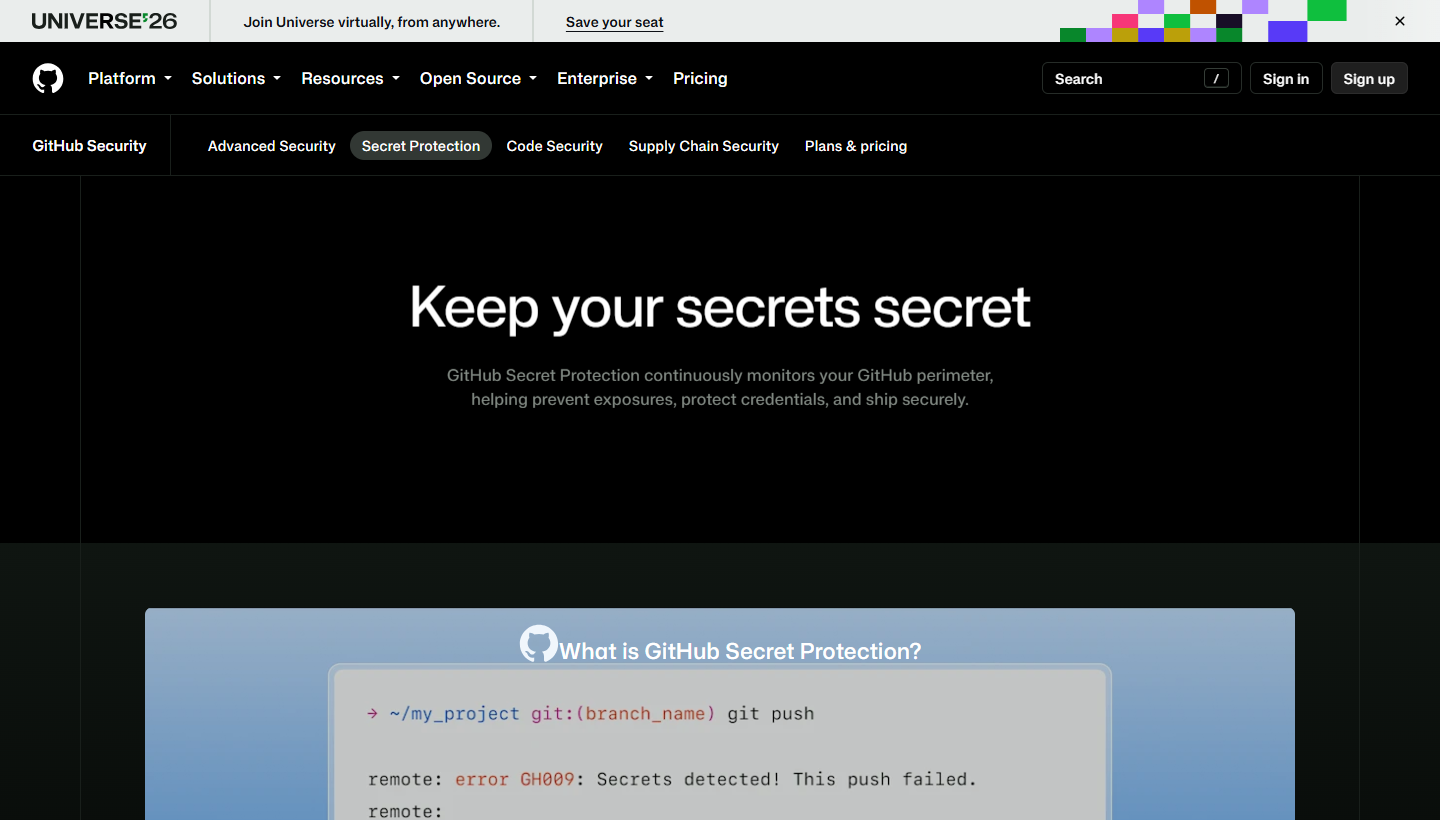 UNIVERSE'26
Join Universe virtually, from anywhere.
Save your seat
Platform
Solutions
Resources
Open Source
Enterprise
Pricing
Search
/
Sign in
Sign up
GitHub Security
Advanced Security
Secret Protection
Code Security
Supply Chain Security
Plans & pricing
Keep your secrets secret
GitHub Secret Protection continuously monitors your GitHub perimeter,
helping prevent exposures, protect credentials, and ship securely.
What is GitHub Secret Protection?
→ ~/my_project git:(branch_name) git push
remote: error GH009: Secrets detected! This push failed.
remote: